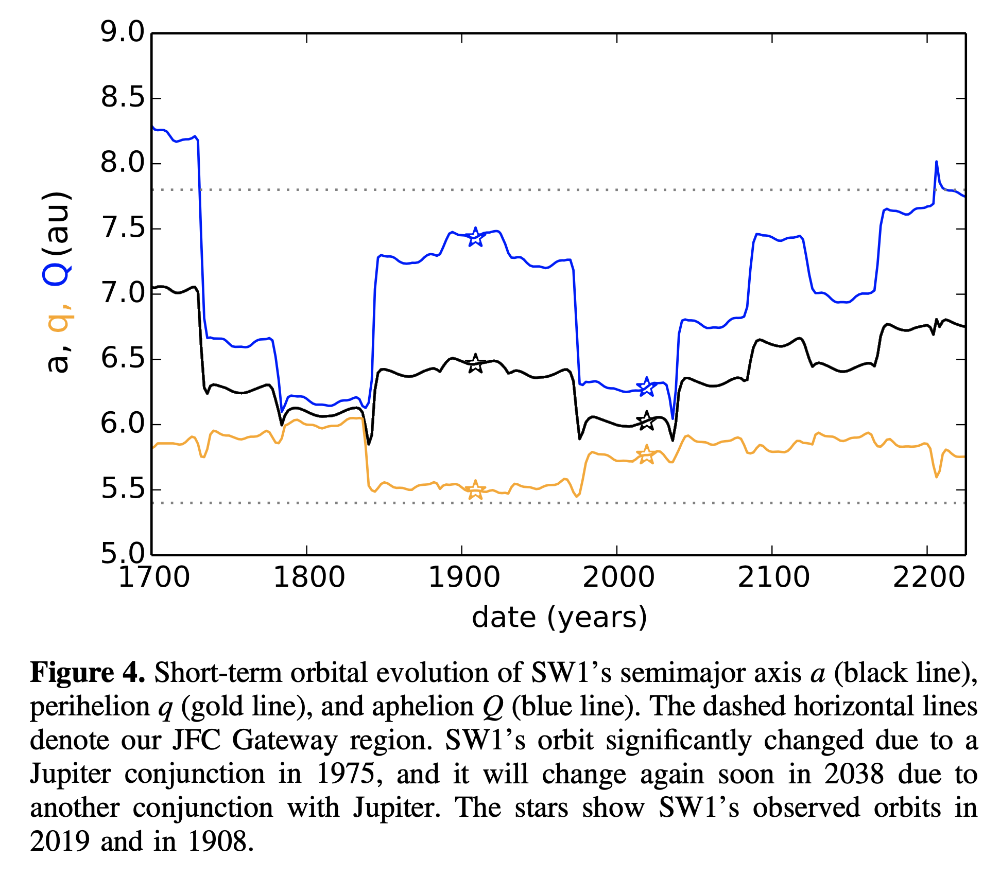 9.0
8.5
8.0
7.5
7.0
6.5
6.0
5.5
5.0
a, q, Q (au)
1700 1800 1900 2000 2100 2200
date (years)
Figure 4. Short-term orbital evolution of SW1’s semimajor axis a (black line),
perihelion q (gold line), and aphelion Q (blue line). The dashed horizontal lines
denote our JFC Gateway region. SW1’s orbit significantly changed due to a
Jupiter conjunction in 1975, and it will change again soon in 2038 due to
another conjunction with Jupiter. The stars show SW1’s observed orbits in
2019 and in 1908.